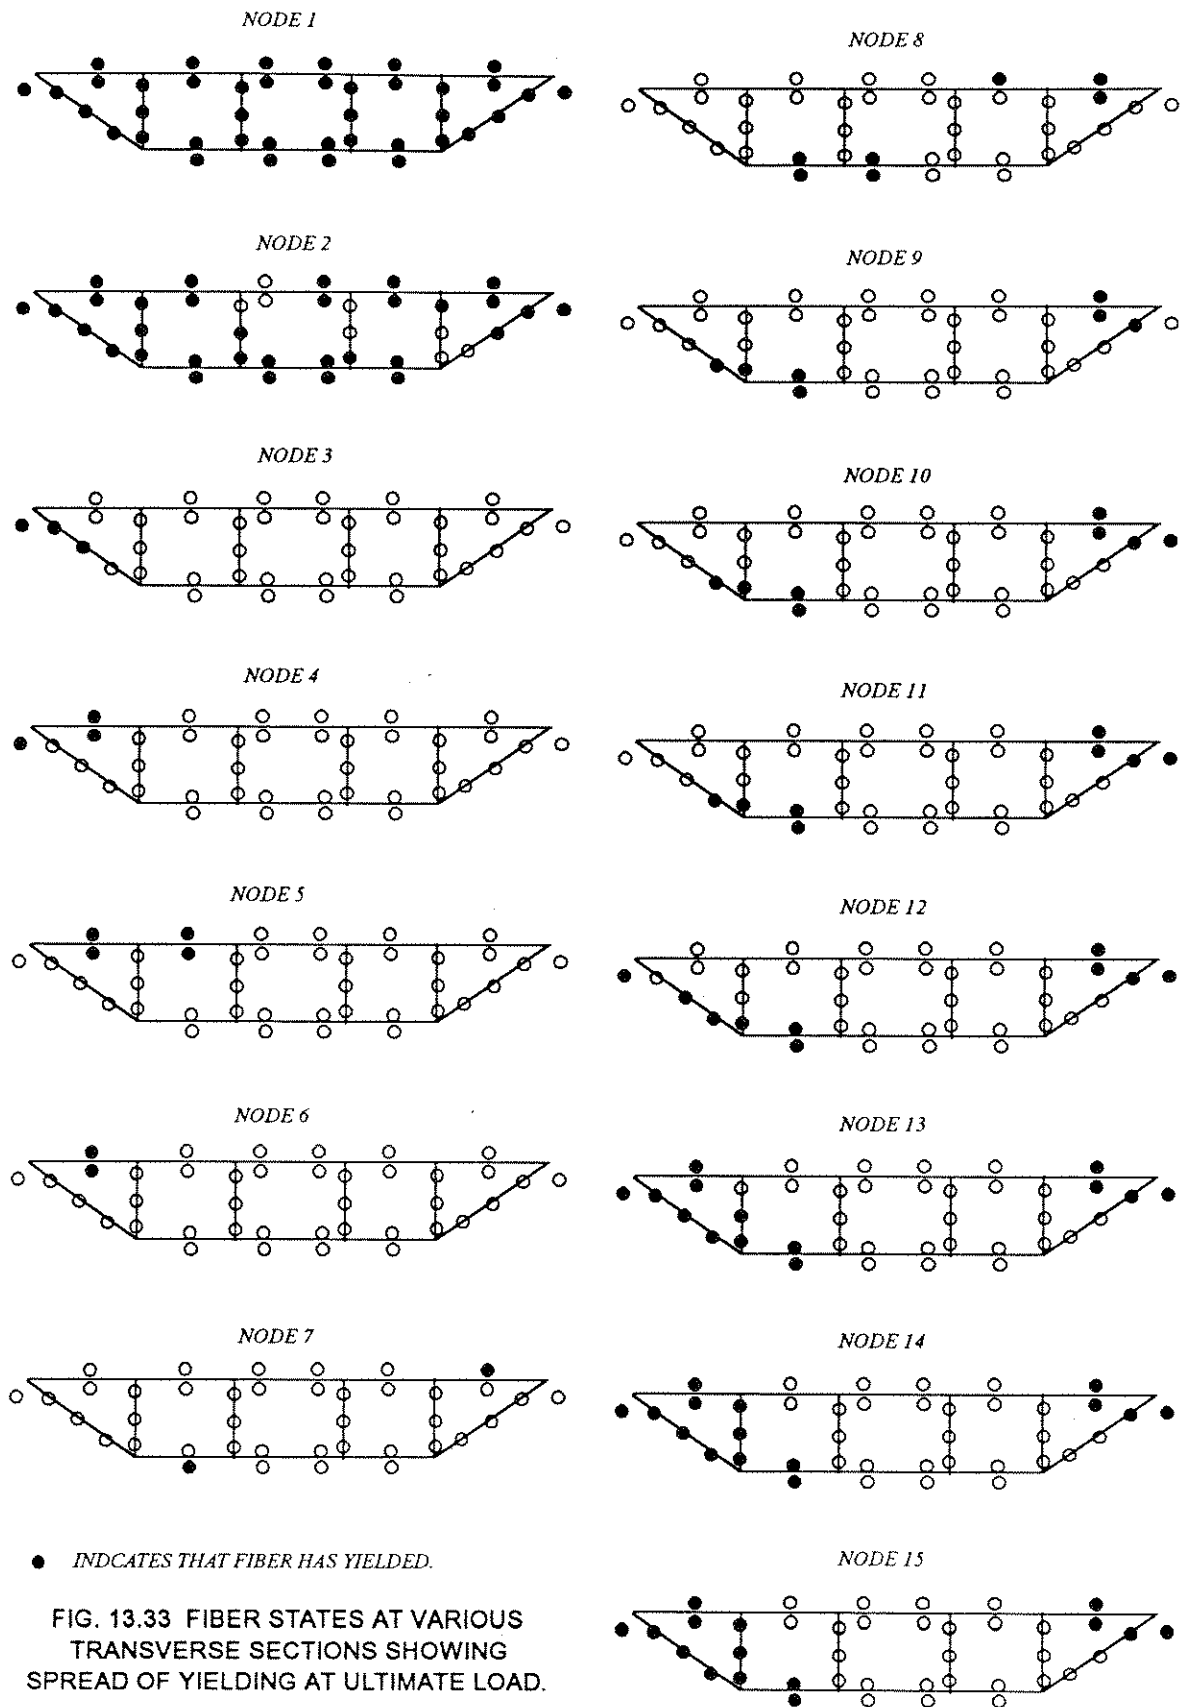 NODE 1
NODE 2
NODE 3
NODE 4
NODE 5
NODE 6
NODE 7
● INDCATES THAT FIBER HAS YIELDED.
FIG. 13.33 FIBER STATES AT VARIOUS
TRANSVERSE SECTIONS SHOWING
SPREAD OF YIELDING AT ULTIMATE LOAD.
NODE 8
NODE 9
NODE 10
NODE 11
NODE 12
NODE 13
NODE 14
NODE 15